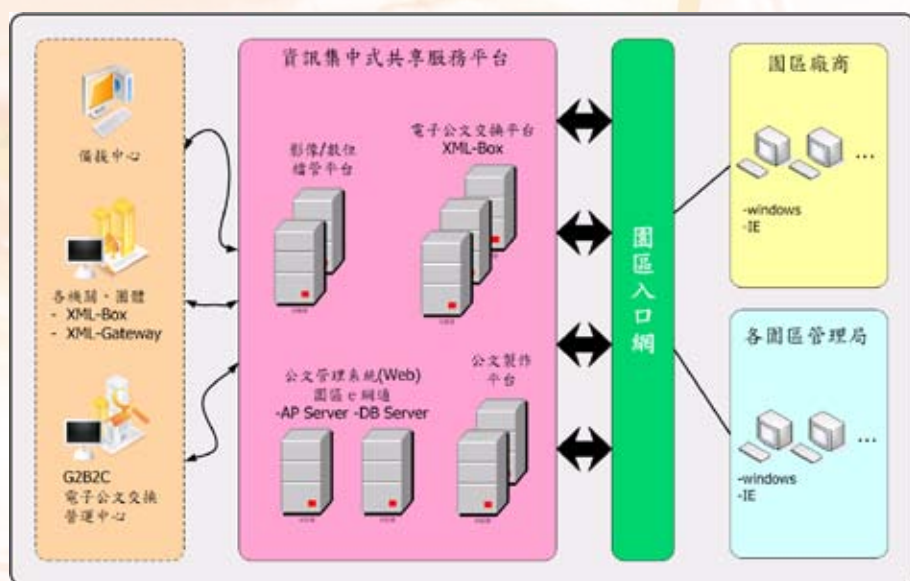 備援中心
各機關、團體
- XML-Box
- XML-Gateway
G2B2C
電子公文交換
營運中心
資訊集中式共享服務平台
影像/數位
檔管平台
電子公文交換平台
XML-Box
公文管理系統(Web)
園區e網通
-AP Server -DB Server
公文製作
平台
園區入口網
園區廠商
...
-windows
-IE
各園區管理局
...
-windows
-IE